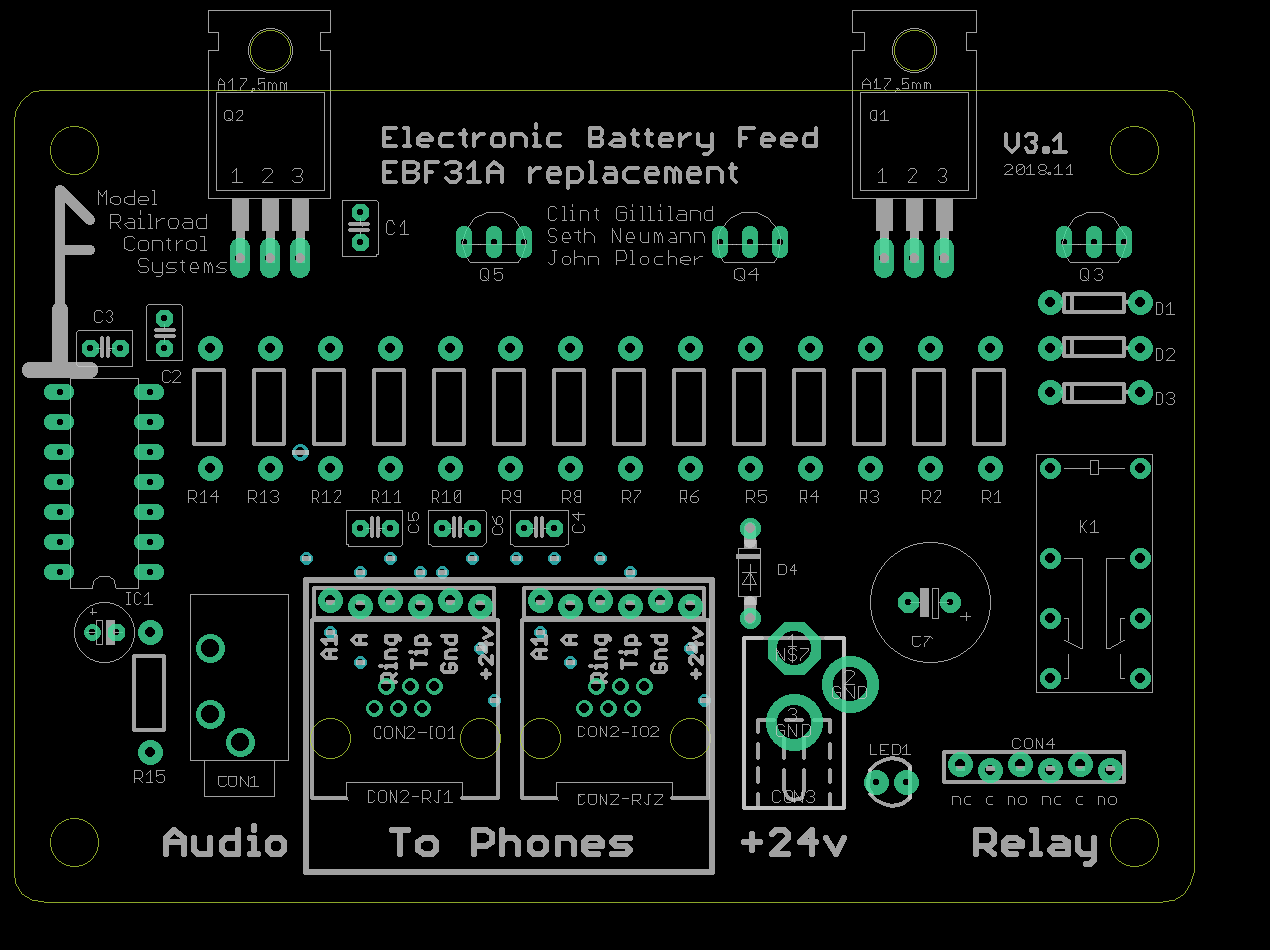 A17,5mm
A17,5mm
Q2
Q1
Electronic Battery Feed
EBF31A replacement
V3.1
2018.11
1 2 3
1 2 3
Model
Railroad
Control
Systems
C1
Clint Gilliland
Seth Neumann
John Plocher
Q5
Q4
Q3
D1
C3
D2
C2
D3
R14 R13 R12 R11 R10 R9 R8 R7 R6 R5 R4 R3 R2 R1
C5
C6
C4
K1
D4
IC1
+
C7
+
A1
A
Ring
Tip
Gnd
+24v
A1
A
Ring
Tip
Gnd
+24v
1
N$7
2
GND
3
GND
CON2-IO1
CON2-IO2
CON4
LED1
R15
CON1
CON2-RJ1
CON2-RJ2
CON3
nc c no nc c no
Audio
To Phones
+24v
Relay